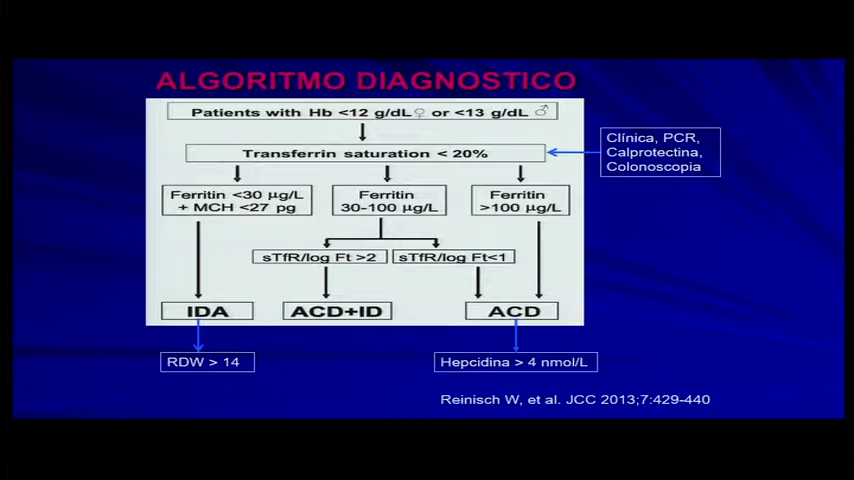 ALGORITMO DIAGNOSTICO
Patients with Hb <12 g/dL♀ or <13 g/dL ♂
Transferrin saturation < 20%
Clínica, PCR,
Calprotectina,
Colonoscopia
Ferritin <30 µg/L
+ MCH <27 pg
Ferritin
30-100 µg/L
Ferritin
>100 µg/L
sTfR/log Ft >2
sTfR/log Ft<1
IDA
ACD+ID
ACD
RDW > 14
Hepcidina > 4 nmol/L
Reinisch W, et al. JCC 2013;7:429-440